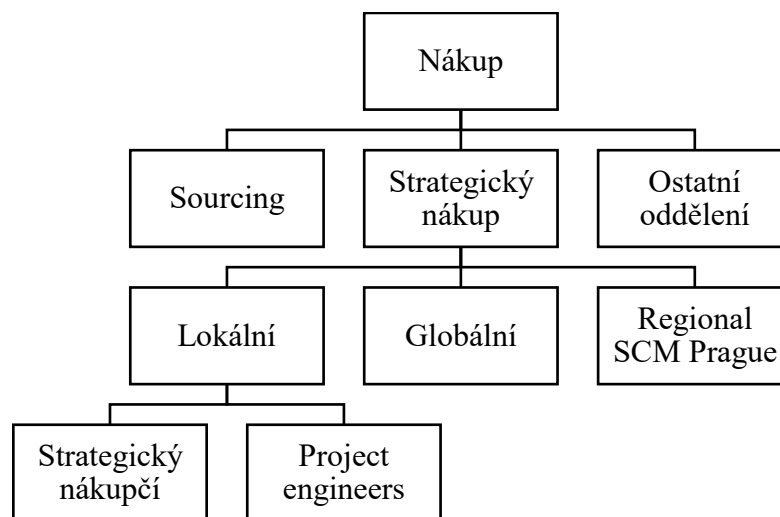 Nákup
Sourcing
Strategický
nákup
Ostatní
oddělení
Lokální
Globální
Regional
SCM Prague
Strategický
nákupčí
Project
engineers